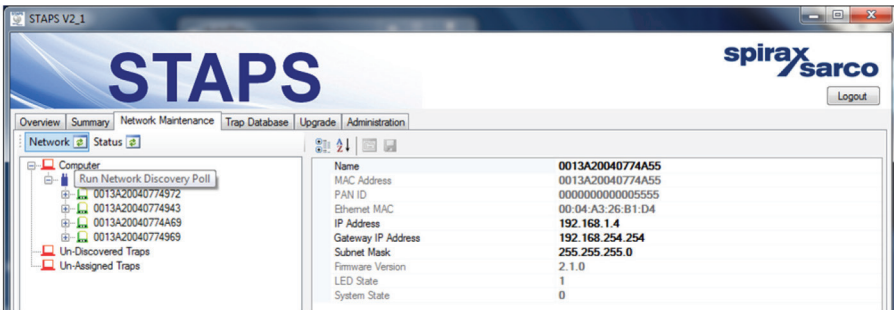 STAPS V2_1
STAPS
spirax
sarco
Logout
Overview Summary Network Maintenance Trap Database Upgrade Administration
Network Status
Computer
Run Network Discovery Poll
0013A20040774972
0013A20040774943
0013A20040774A69
0013A20040774969
Un-Discovered Traps
Un-Assigned Traps
Name 0013A20040774A55
MAC Address 0013A20040774A55
PAN ID 0000000000005555
Ethernet MAC 00:04:A3:26:B1:D4
IP Address 192.168.1.4
Gateway IP Address 192.168.254.254
Subnet Mask 255.255.255.0
Firmware Version 2.1.0
LED State 1
System State 0